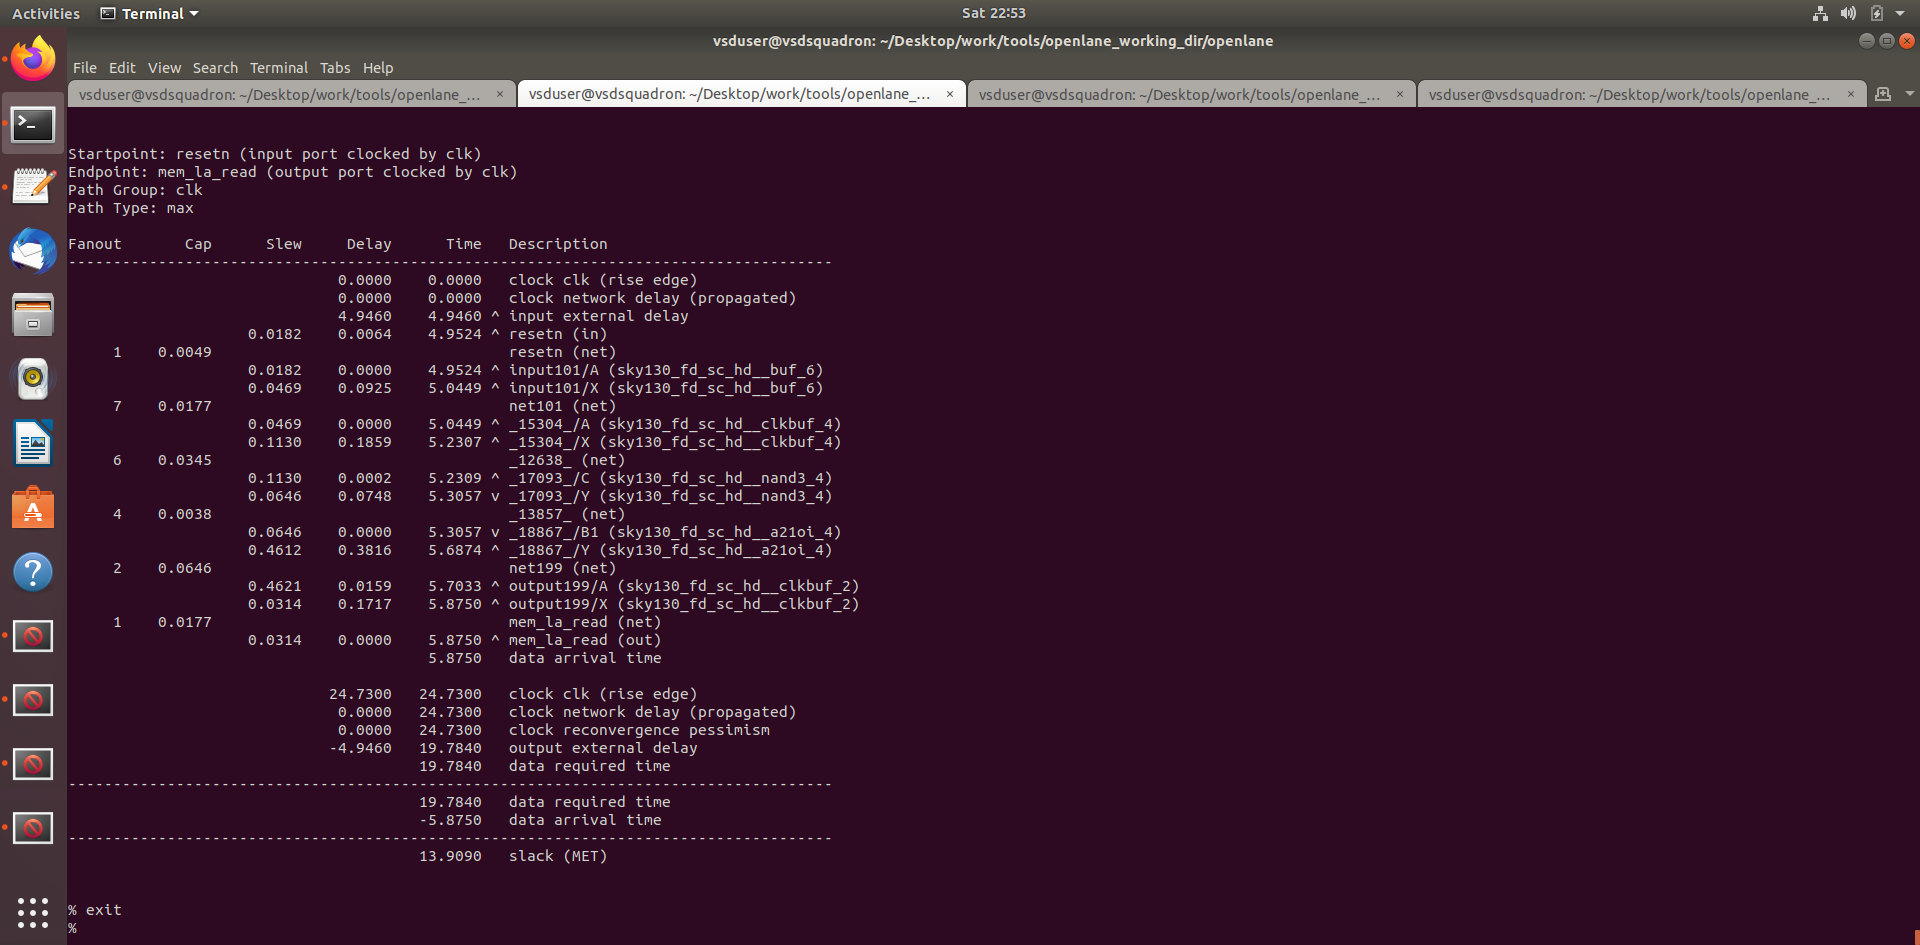 Activities Terminal Sat 22:53
vsduser@vsdsquadron: ~/Desktop/work/tools/openlane_working_dir/openlane
File Edit View Search Terminal Tabs Help
vsduser@vsdsquadron: ~/Desktop/work/tools/openlane_... × vsduser@vsdsquadron: ~/Desktop/work/tools/openlane_... × vsduser@vsdsquadron: ~/Desktop/work/tools/openlane_... × vsduser@vsdsquadron: ~/Desktop/work/tools/openlane_... ×
Startpoint: resetn (input port clocked by clk)
Endpoint: mem_la_read (output port clocked by clk)
Path Group: clk
Path Type: max
Fanout Cap Slew Delay Time Description
-------------------------------------------------------------------------------------
0.0000 0.0000 clock clk (rise edge)
0.0000 0.0000 clock network delay (propagated)
4.9460 4.9460 ^ input external delay
0.0182 0.0064 4.9524 ^ resetn (in)
1 0.0049 resetn (net)
0.0182 0.0000 4.9524 ^ input101/A (sky130_fd_sc_hd__buf_6)
0.0469 0.0925 5.0449 ^ input101/X (sky130_fd_sc_hd__buf_6)
7 0.0177 net101 (net)
0.0469 0.0000 5.0449 ^ _15304_/A (sky130_fd_sc_hd__clkbuf_4)
0.1130 0.1859 5.2307 ^ _15304_/X (sky130_fd_sc_hd__clkbuf_4)
6 0.0345 _12638_ (net)
0.1130 0.0002 5.2309 ^ _17093_/C (sky130_fd_sc_hd__nand3_4)
0.0646 0.0748 5.3057 v _17093_/Y (sky130_fd_sc_hd__nand3_4)
4 0.0038 _13857_ (net)
0.0646 0.0000 5.3057 v _18867_/B1 (sky130_fd_sc_hd__a21oi_4)
0.4612 0.3816 5.6874 ^ _18867_/Y (sky130_fd_sc_hd__a21oi_4)
2 0.0646 net199 (net)
0.4621 0.0159 5.7033 ^ output199/A (sky130_fd_sc_hd__clkbuf_2)
0.0314 0.1717 5.8750 ^ output199/X (sky130_fd_sc_hd__clkbuf_2)
1 0.0177 mem_la_read (net)
0.0314 0.0000 5.8750 ^ mem_la_read (out)
5.8750 data arrival time
24.7300 24.7300 clock clk (rise edge)
0.0000 24.7300 clock network delay (propagated)
0.0000 24.7300 clock reconvergence pessimism
-4.9460 19.7840 output external delay
19.7840 data required time
-------------------------------------------------------------------------------------
19.7840 data required time
-5.8750 data arrival time
-------------------------------------------------------------------------------------
13.9090 slack (MET)
% exit
%